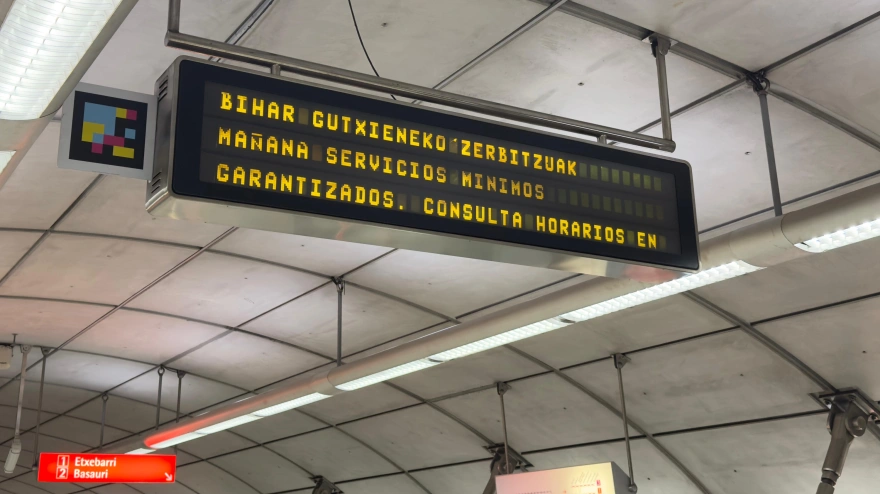 BIHAR GUTXIENEKO ZERBITZUAK
MAÑANA SERVICIOS MINIMOS
GARANTIZADOS. CONSULTA HORARIOS EN
1 Etxebarri
2 Basauri